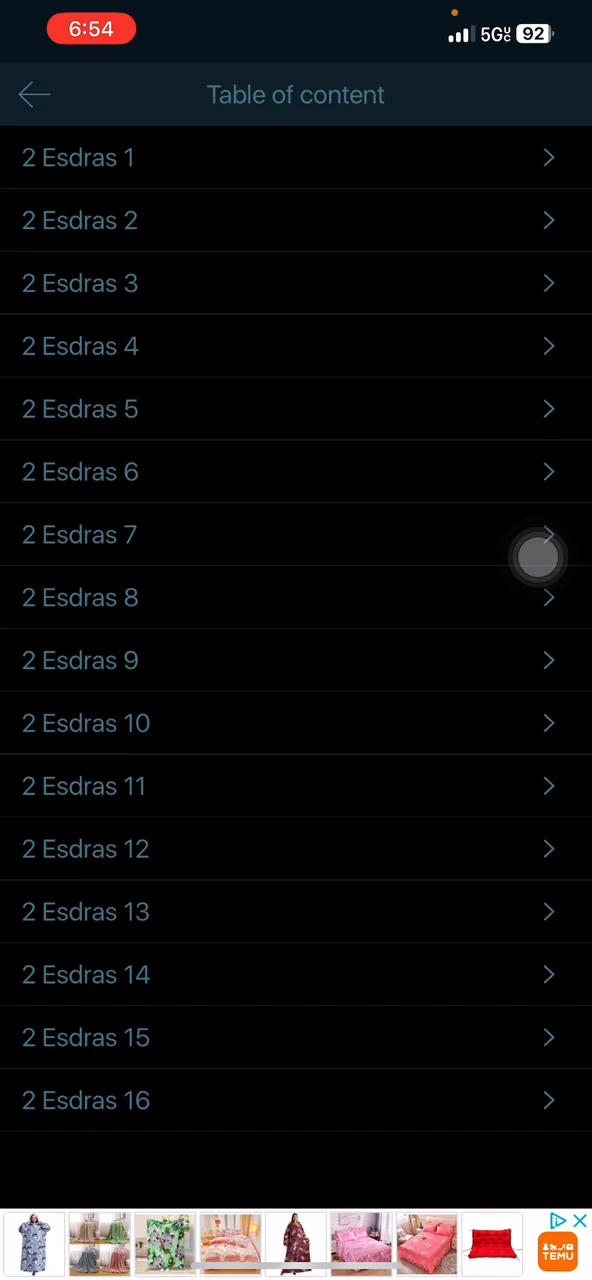 6:54
5GUC 92
Table of content
2 Esdras 1
2 Esdras 2
2 Esdras 3
2 Esdras 4
2 Esdras 5
2 Esdras 6
2 Esdras 7
2 Esdras 8
2 Esdras 9
2 Esdras 10
2 Esdras 11
2 Esdras 12
2 Esdras 13
2 Esdras 14
2 Esdras 15
2 Esdras 16
TEMU